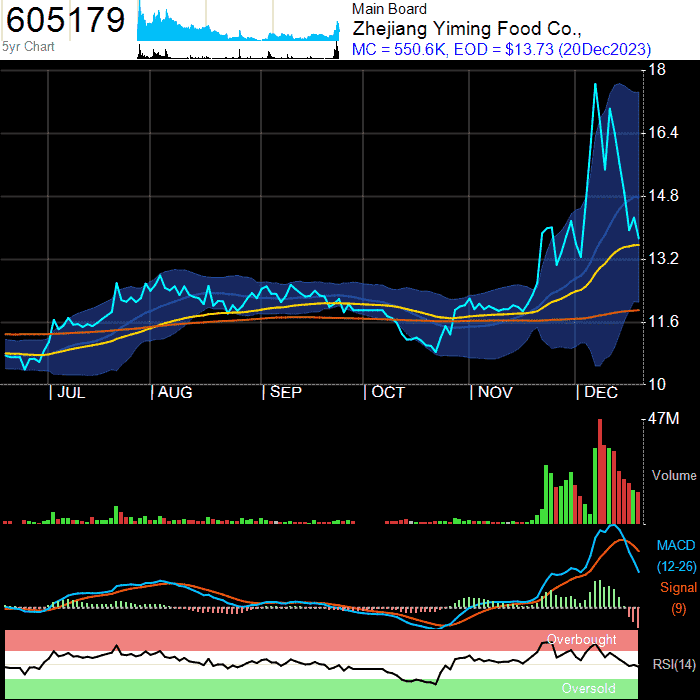 605179
5yr Chart
Main Board
Zhejiang Yiming Food Co.,
MC = 550.6K, EOD = $13.73 (20Dec2023)
18
16.4
14.8
13.2
11.6
10
| JUL | AUG | SEP | OCT | NOV | DEC
47M
Volume
MACD
(12-26)
Signal
(9)
Overbought
RSI(14)
Oversold